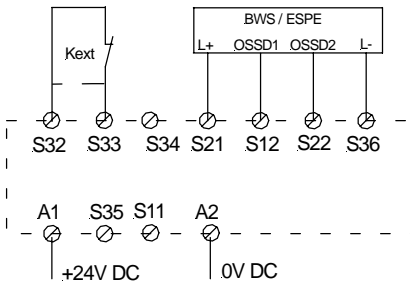 BWS / ESPE
L+ OSSD1 OSSD2 L-
Kext
S32 S33 S34 S21 S12 S22 S36
A1 S35 S11 A2
+24V DC 0V DC